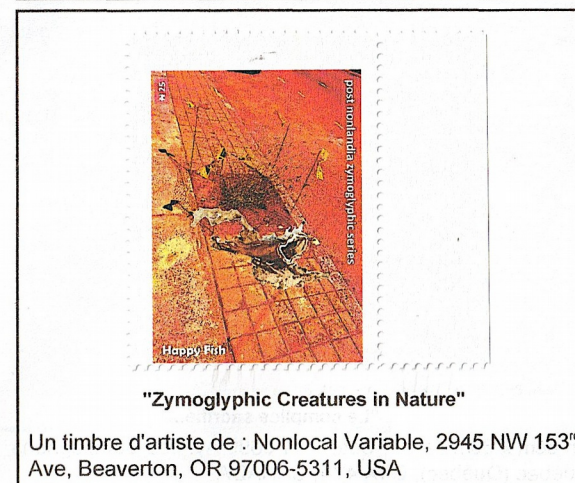 N 25
post nonlandia zymoglyphic series
Happy Fish
"Zymoglyphic Creatures in Nature"
Un timbre d'artiste de : Nonlocal Variable, 2945 NW 153
Ave, Beaverton, OR 97006-5311, USA